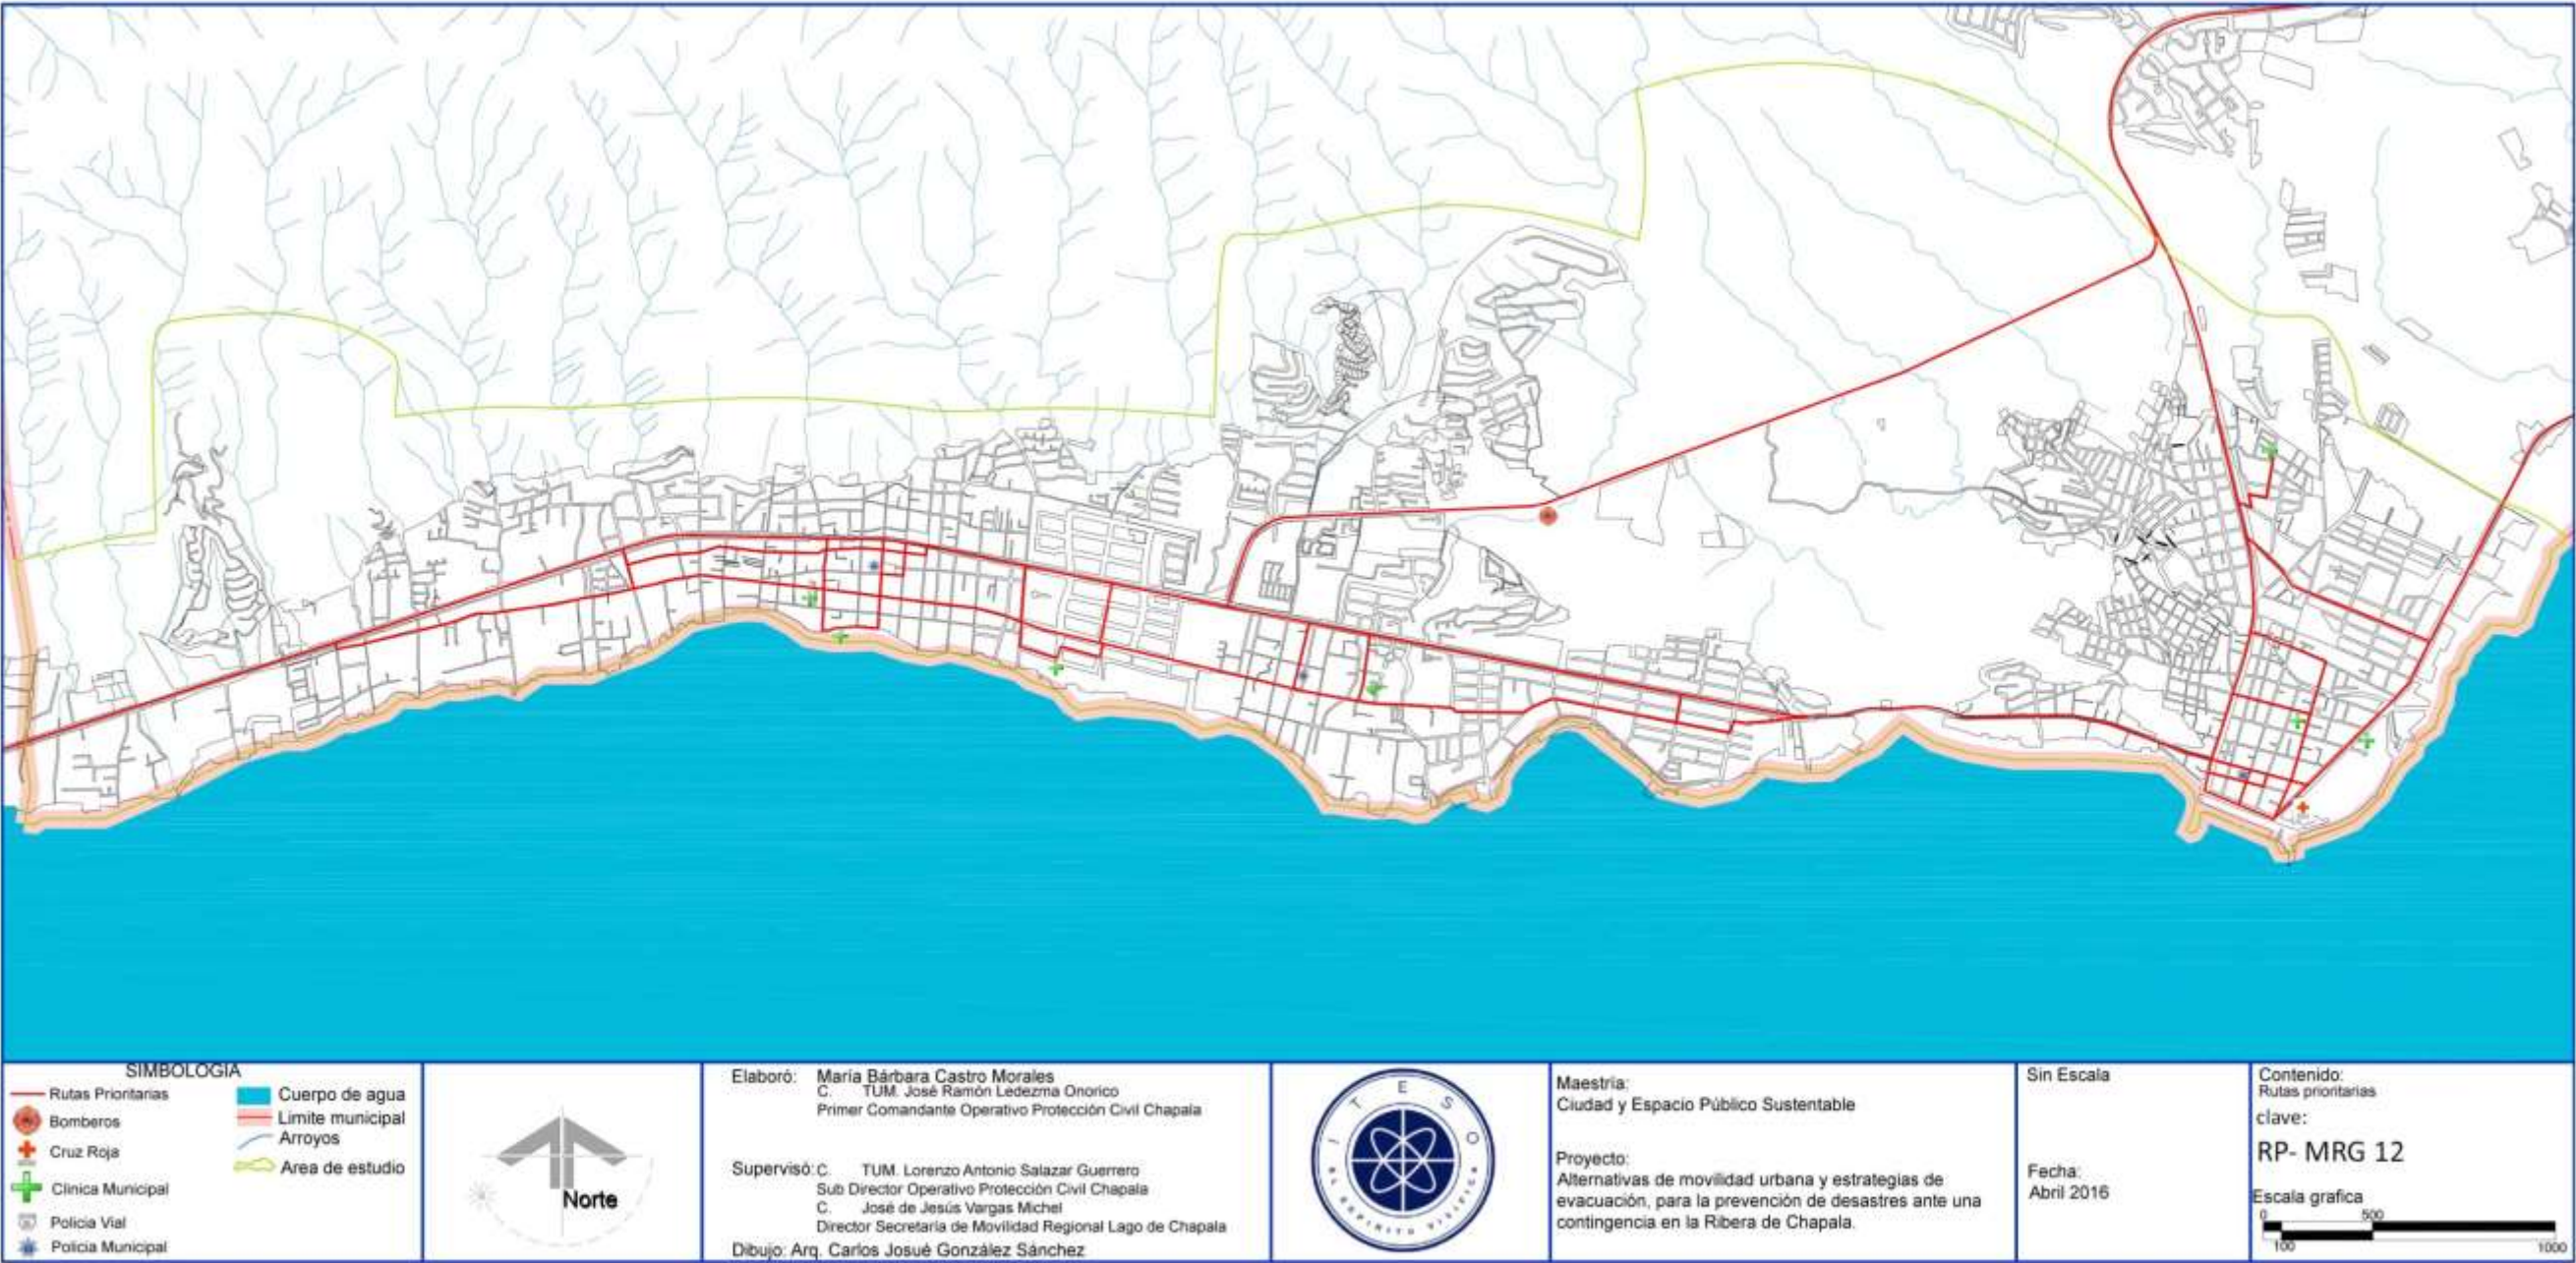 SIMBOLOGIA
Rutas Prioritarias
Bomberos
Cruz Roja
Clinica Municipal
Policia Vial
Policia Municipal
Cuerpo de agua
Limite municipal
Arroyos
Area de estudio
Norte
Elaboró: María Bárbara Castro Morales
C. TUM. José Ramón Ledezma Onorico
Primer Comandante Operativo Protección Civil Chapala
Supervisó: C. TUM. Lorenzo Antonio Salazar Guerrero
Sub Director Operativo Protección Civil Chapala
C. José de Jesús Vargas Michel
Director Secretaría de Movilidad Regional Lago de Chapala
Dibujo: Arq. Carlos Josué González Sánchez
ITESO
Maestria:
Ciudad y Espacio Público Sustentable
Proyecto:
Alternativas de movilidad urbana y estrategias de
evacuación, para la prevención de desastres ante una
contingencia en la Ribera de Chapala.
Sin Escala
Fecha:
Abril 2016
Contenido:
Rutas prioritarias
clave:
RP- MRG 12
Escala grafica
0 500
100 1000